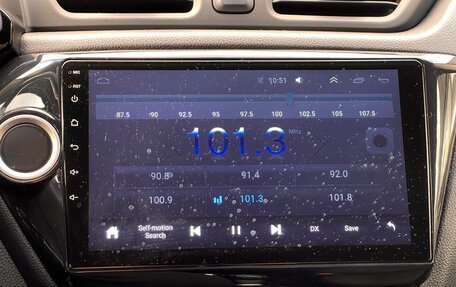 MIC
10:51
RST
87.5 90 92.5 95 97.5 100 102.5 105 107.5
101.3 MHz
90.8 91.4 92.0
100.9 101.3 101.8
Self-motion DX Save
Search